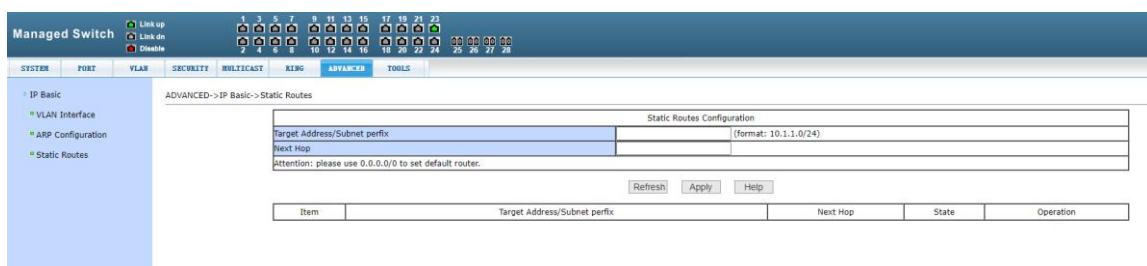 Managed Switch
Link up
Link dn
Disable
1 3 5 7 9 11 13 15 17 19 21 23
2 4 6 8 10 12 14 16 18 20 22 24 25 26 27 28
SYSTEM PORT VLAN SECURITY MULTICAST RING ADVANCED TOOLS
IP Basic
VLAN Interface
ARP Configuration
Static Routes
ADVANCED->IP Basic->Static Routes
Static Routes Configuration
Target Address/Subnet perfix (format: 10.1.1.0/24)
Next Hop
Attention: please use 0.0.0.0/0 to set default router.
Refresh Apply Help
Item Target Address/Subnet perfix Next Hop State Operation